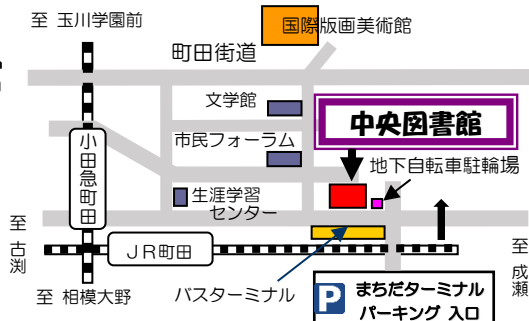 至 玉川学園前
国際版画美術館
町田街道
文学館
中央図書館
市民フォーラム
地下自転車駐輪場
小田急町田
生涯学習
センター
至 古渕
JR町田
至 成瀬
至 相模大野
バスターミナル
P まちだターミナル
パーキング 入口